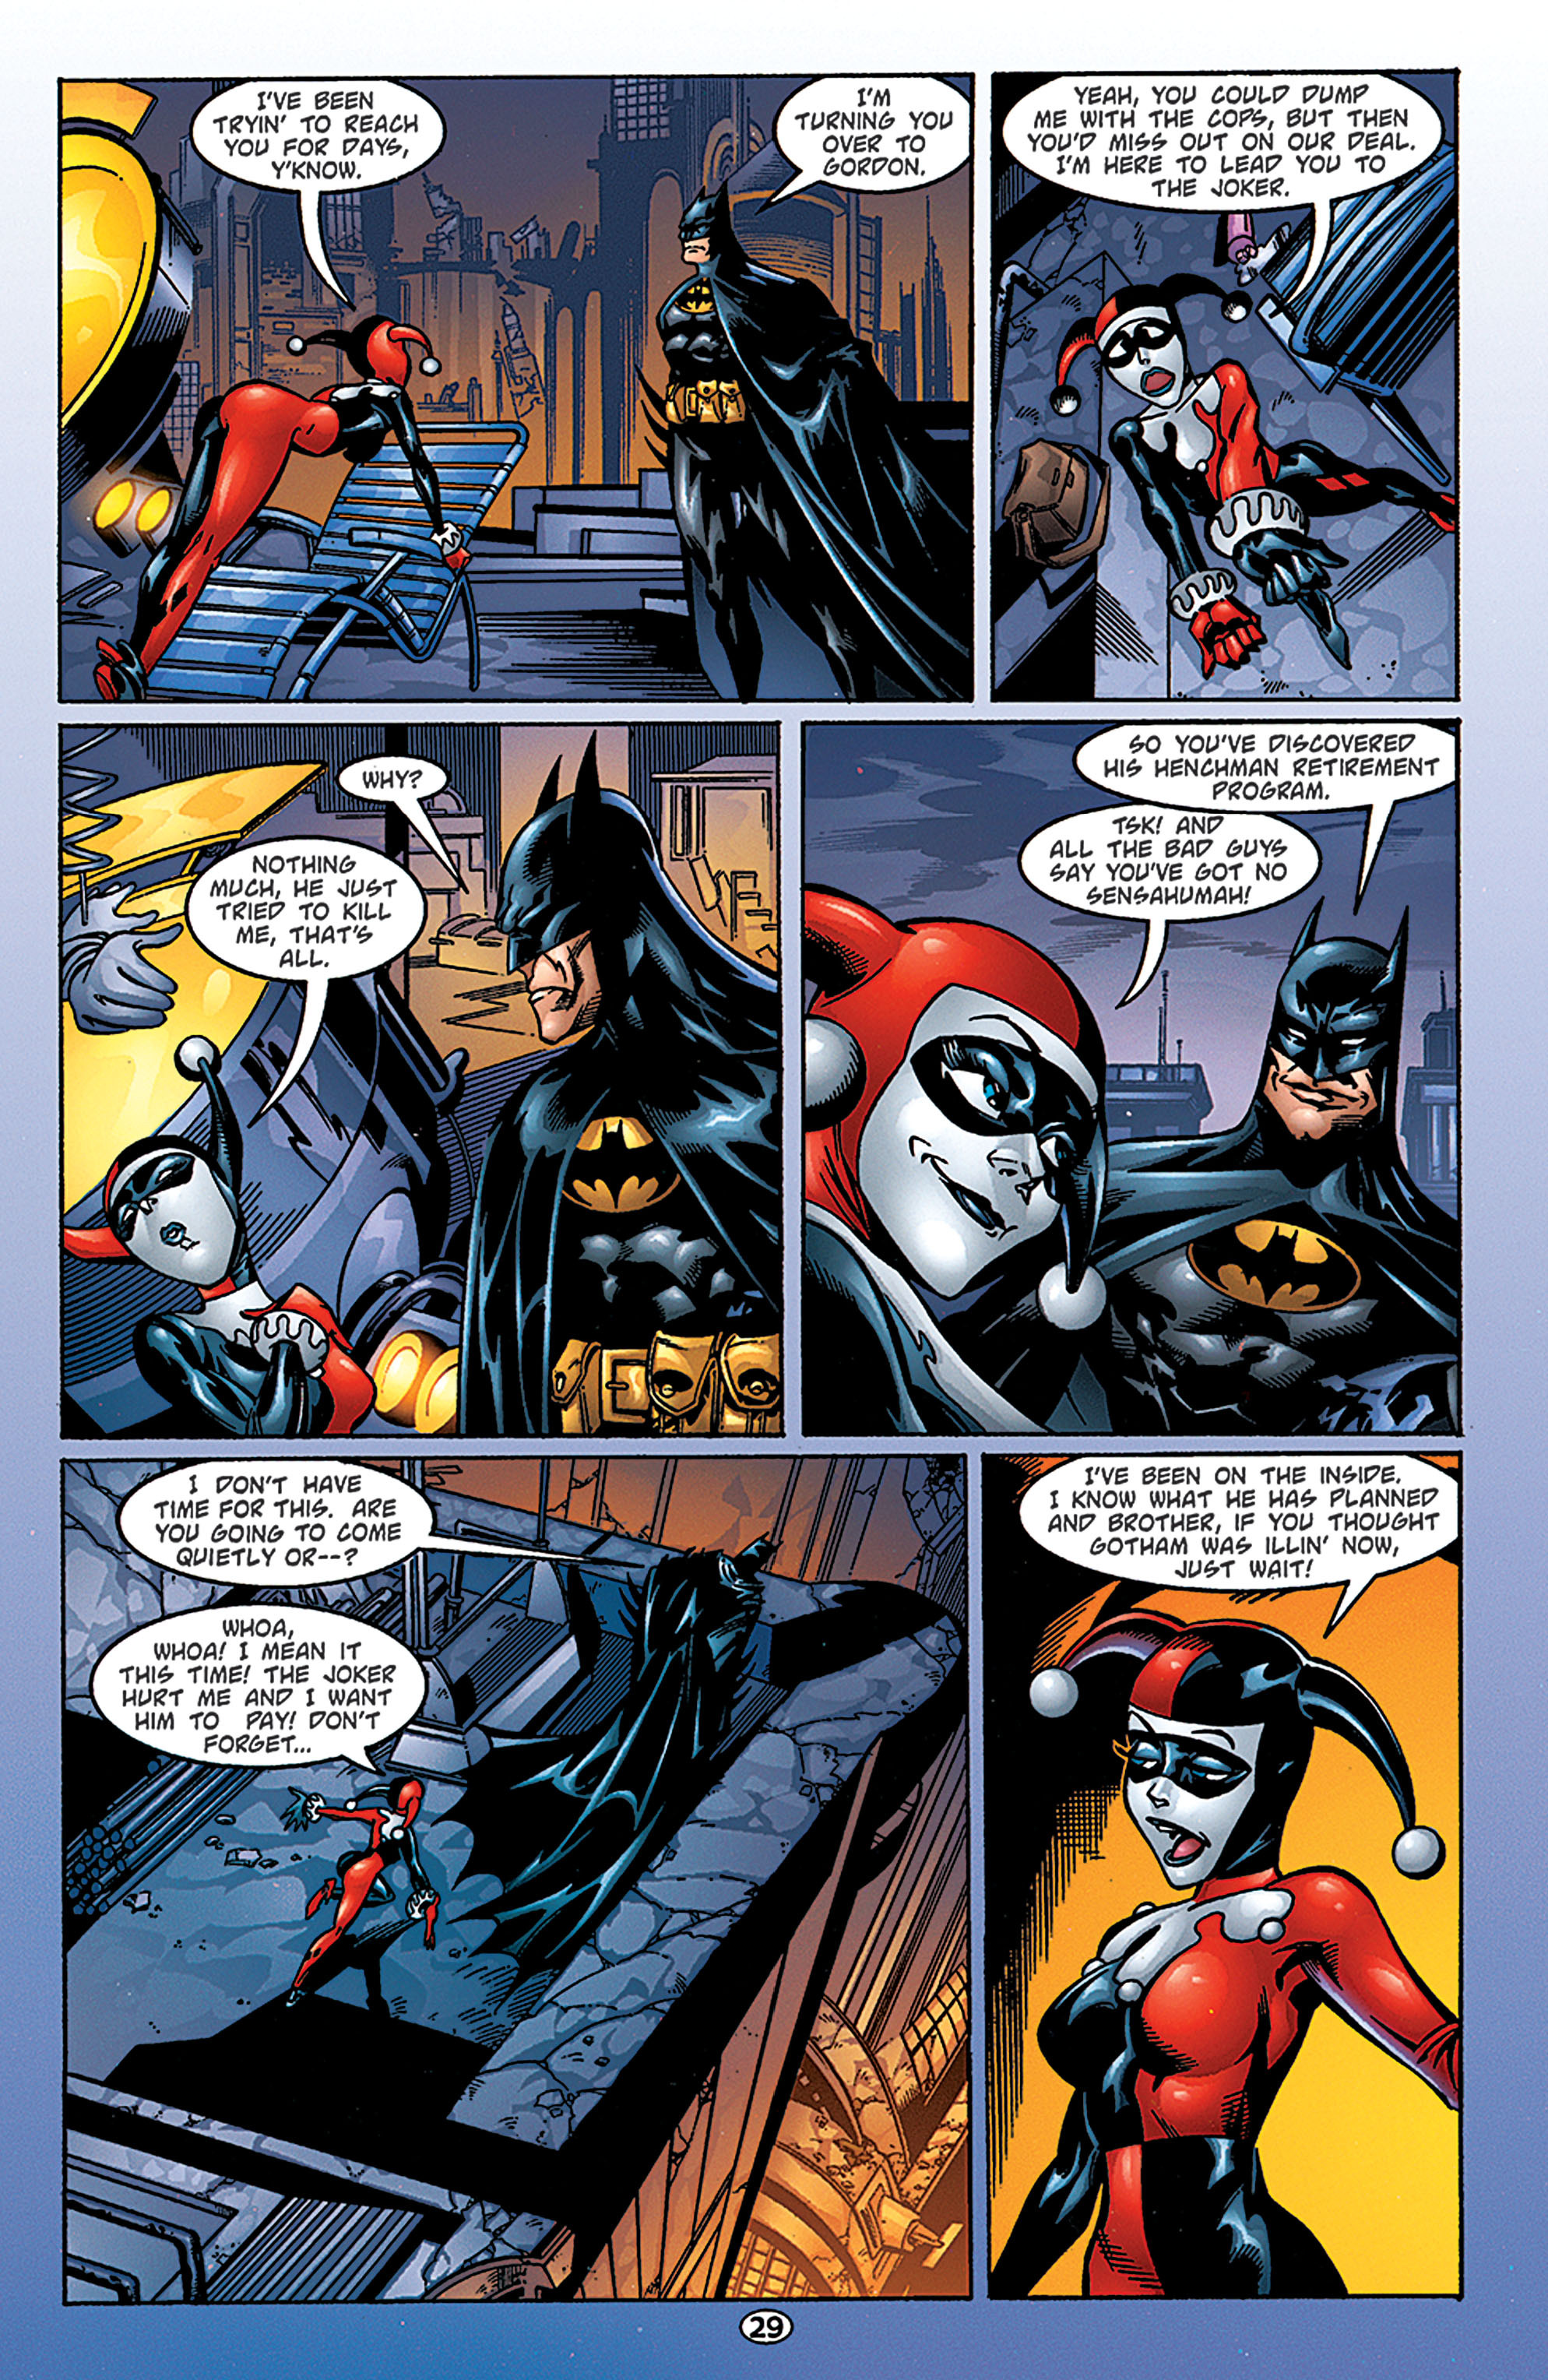 I'VE BEEN
TRYIN' TO REACH
YOU FOR DAYS,
Y'KNOW.
I'M
TURNING YOU
OVER TO
GORDON.
YEAH, YOU COULD DUMP
ME WITH THE COPS, BUT THEN
YOU'D MISS OUT ON OUR DEAL.
I'M HERE TO LEAD YOU TO
THE JOKER.
WHY?
NOTHING
MUCH, HE JUST
TRIED TO KILL
ME, THAT'S
ALL.
SO YOU'VE DISCOVERED
HIS HENCHMAN RETIREMENT
PROGRAM.
TSK! AND
ALL THE BAD GUYS
SAY YOU'VE GOT NO
SENSAHUMAH!
I DON'T HAVE
TIME FOR THIS. ARE
YOU GOING TO COME
QUIETLY OR--?
WHOA,
WHOA! I MEAN IT
THIS TIME! THE JOKER
HURT ME AND I WANT
HIM TO PAY! DON'T
FORGET...
I'VE BEEN ON THE INSIDE.
I KNOW WHAT HE HAS PLANNED
AND BROTHER, IF YOU THOUGHT
GOTHAM WAS ILLIN' NOW,
JUST WAIT!
29